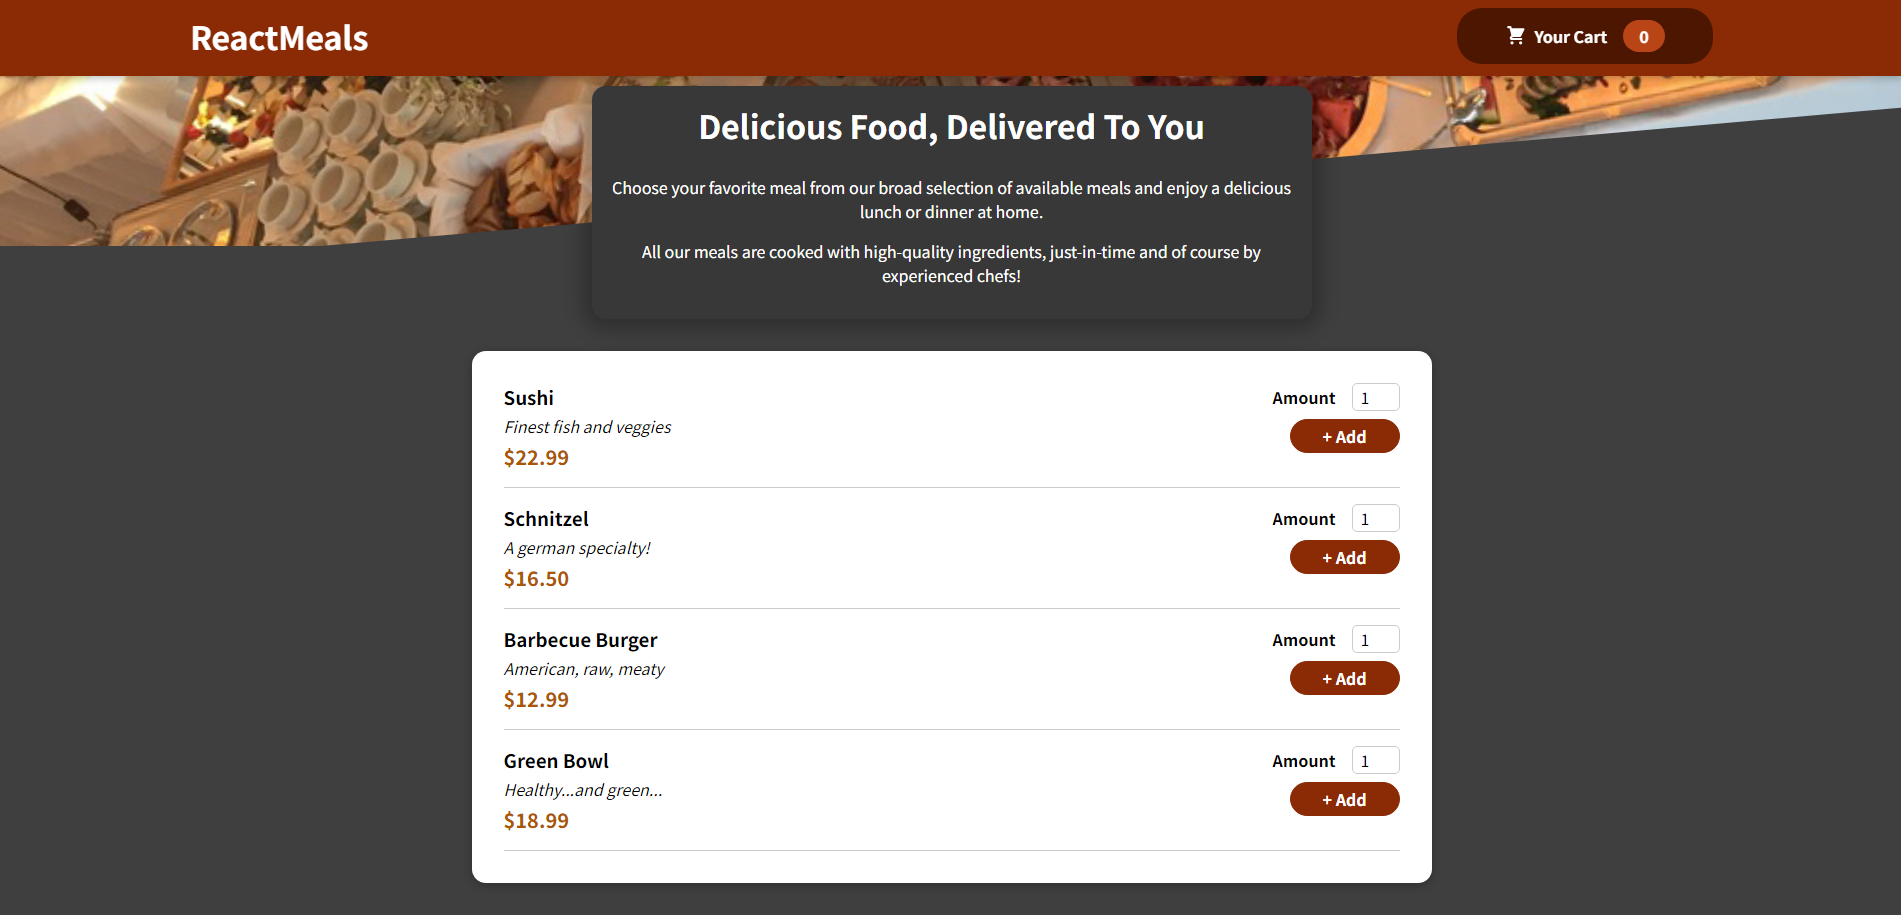 ReactMeals
Your Cart 0
Delicious Food, Delivered To You
Choose your favorite meal from our broad selection of available meals and enjoy a delicious
lunch or dinner at home.
All our meals are cooked with high-quality ingredients, just-in-time and of course by
experienced chefs!
Sushi
Finest fish and veggies
$22.99
Amount 1
+ Add
Schnitzel
A german specialty!
$16.50
Amount 1
+ Add
Barbecue Burger
American, raw, meaty
$12.99
Amount 1
+ Add
Green Bowl
Healthy...and green...
$18.99
Amount 1
+ Add